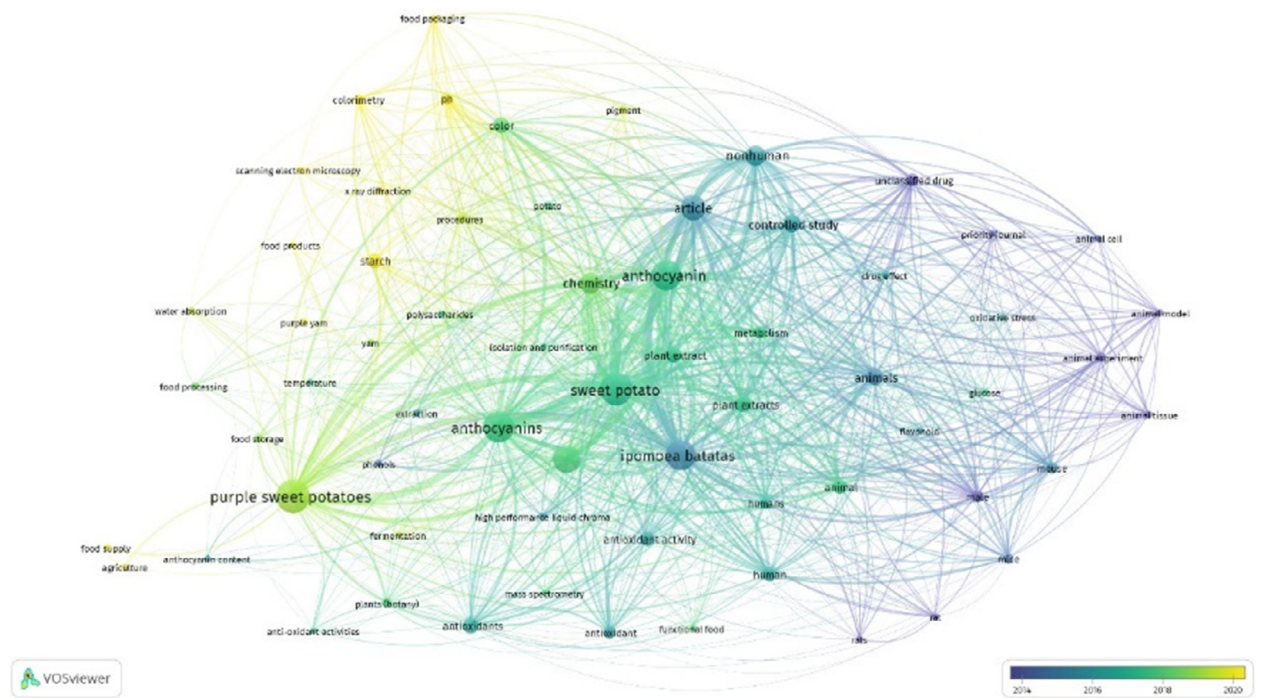 food packaging
colorimetry
ph
pigment
color
nonhuman
scanning electron microscopy
unclassified drug
x ray diffraction
potato
article
procedures
controlled study
priority journal
animal cell
food products
starch
chemistry
anthocyanin
drug effect
water absorption
purple yam
polysaccharides
oxidative stress
animal model
metabolism
yam
isolation and purification
plant extract
animal experiment
food processing
temperature
sweet potato
animals
glucose
plant extracts
extraction
animal tissue
anthocyanins
flavonoid
food storage
phenols
ipomoea batatas
mouse
purple sweet potatoes
animal
male
humans
high performance liquid chroma
fermentation
antioxidant activity
food supply
anthocyanin content
mice
agriculture
human
mass spectrometry
plants (botany)
rat
anti-oxidant activities
antioxidants
antioxidant
functional food
rats
VOSviewer
2014 2016 2018 2020